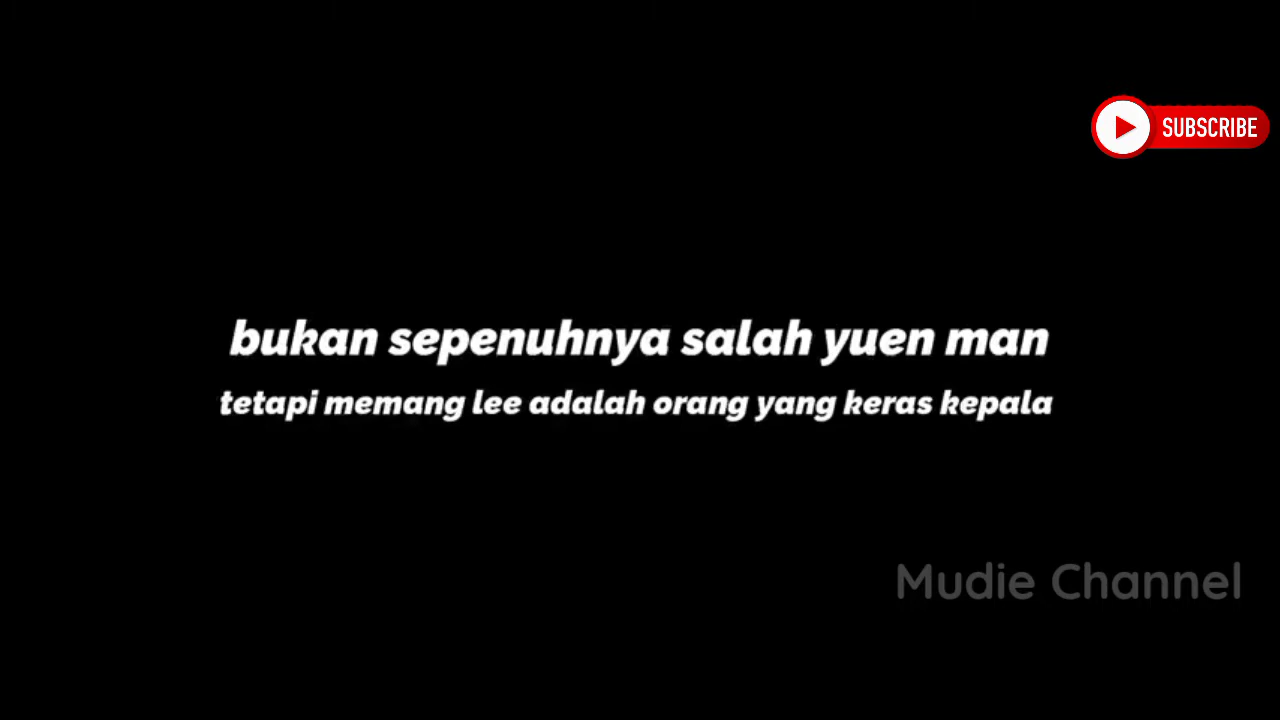 SUBSCRIBE
bukan sepenuhnya salah yuen man
tetapi memang lee adalah orang yang keras kepala
Mudie Channel